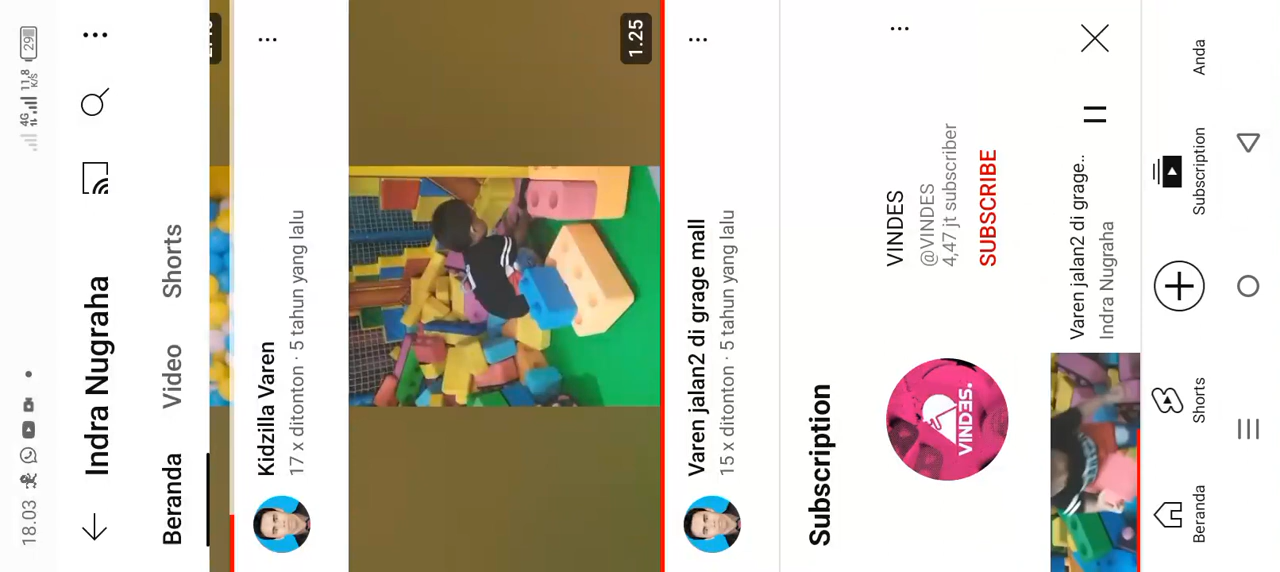 18.03
4G
11,8
K/S
29
Indra Nugraha
Beranda
Video
Shorts
Kidzilla Varen
17 x ditonton · 5 tahun yang lalu
1.25
Varen jalan2 di grage mall
15 x ditonton · 5 tahun yang lalu
Subscription
VINDES.
VINDES
@VINDES
4,47 jt subscriber
SUBSCRIBE
Varen jalan2 di grage..
Indra Nugraha
Beranda
Shorts
Subscription
Anda